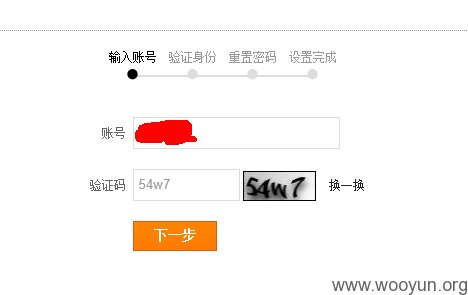 输入账号 验证身份 重置密码 设置完成
账号
验证码 54w7 54w7 换一换
下一步
www.wooyun.org